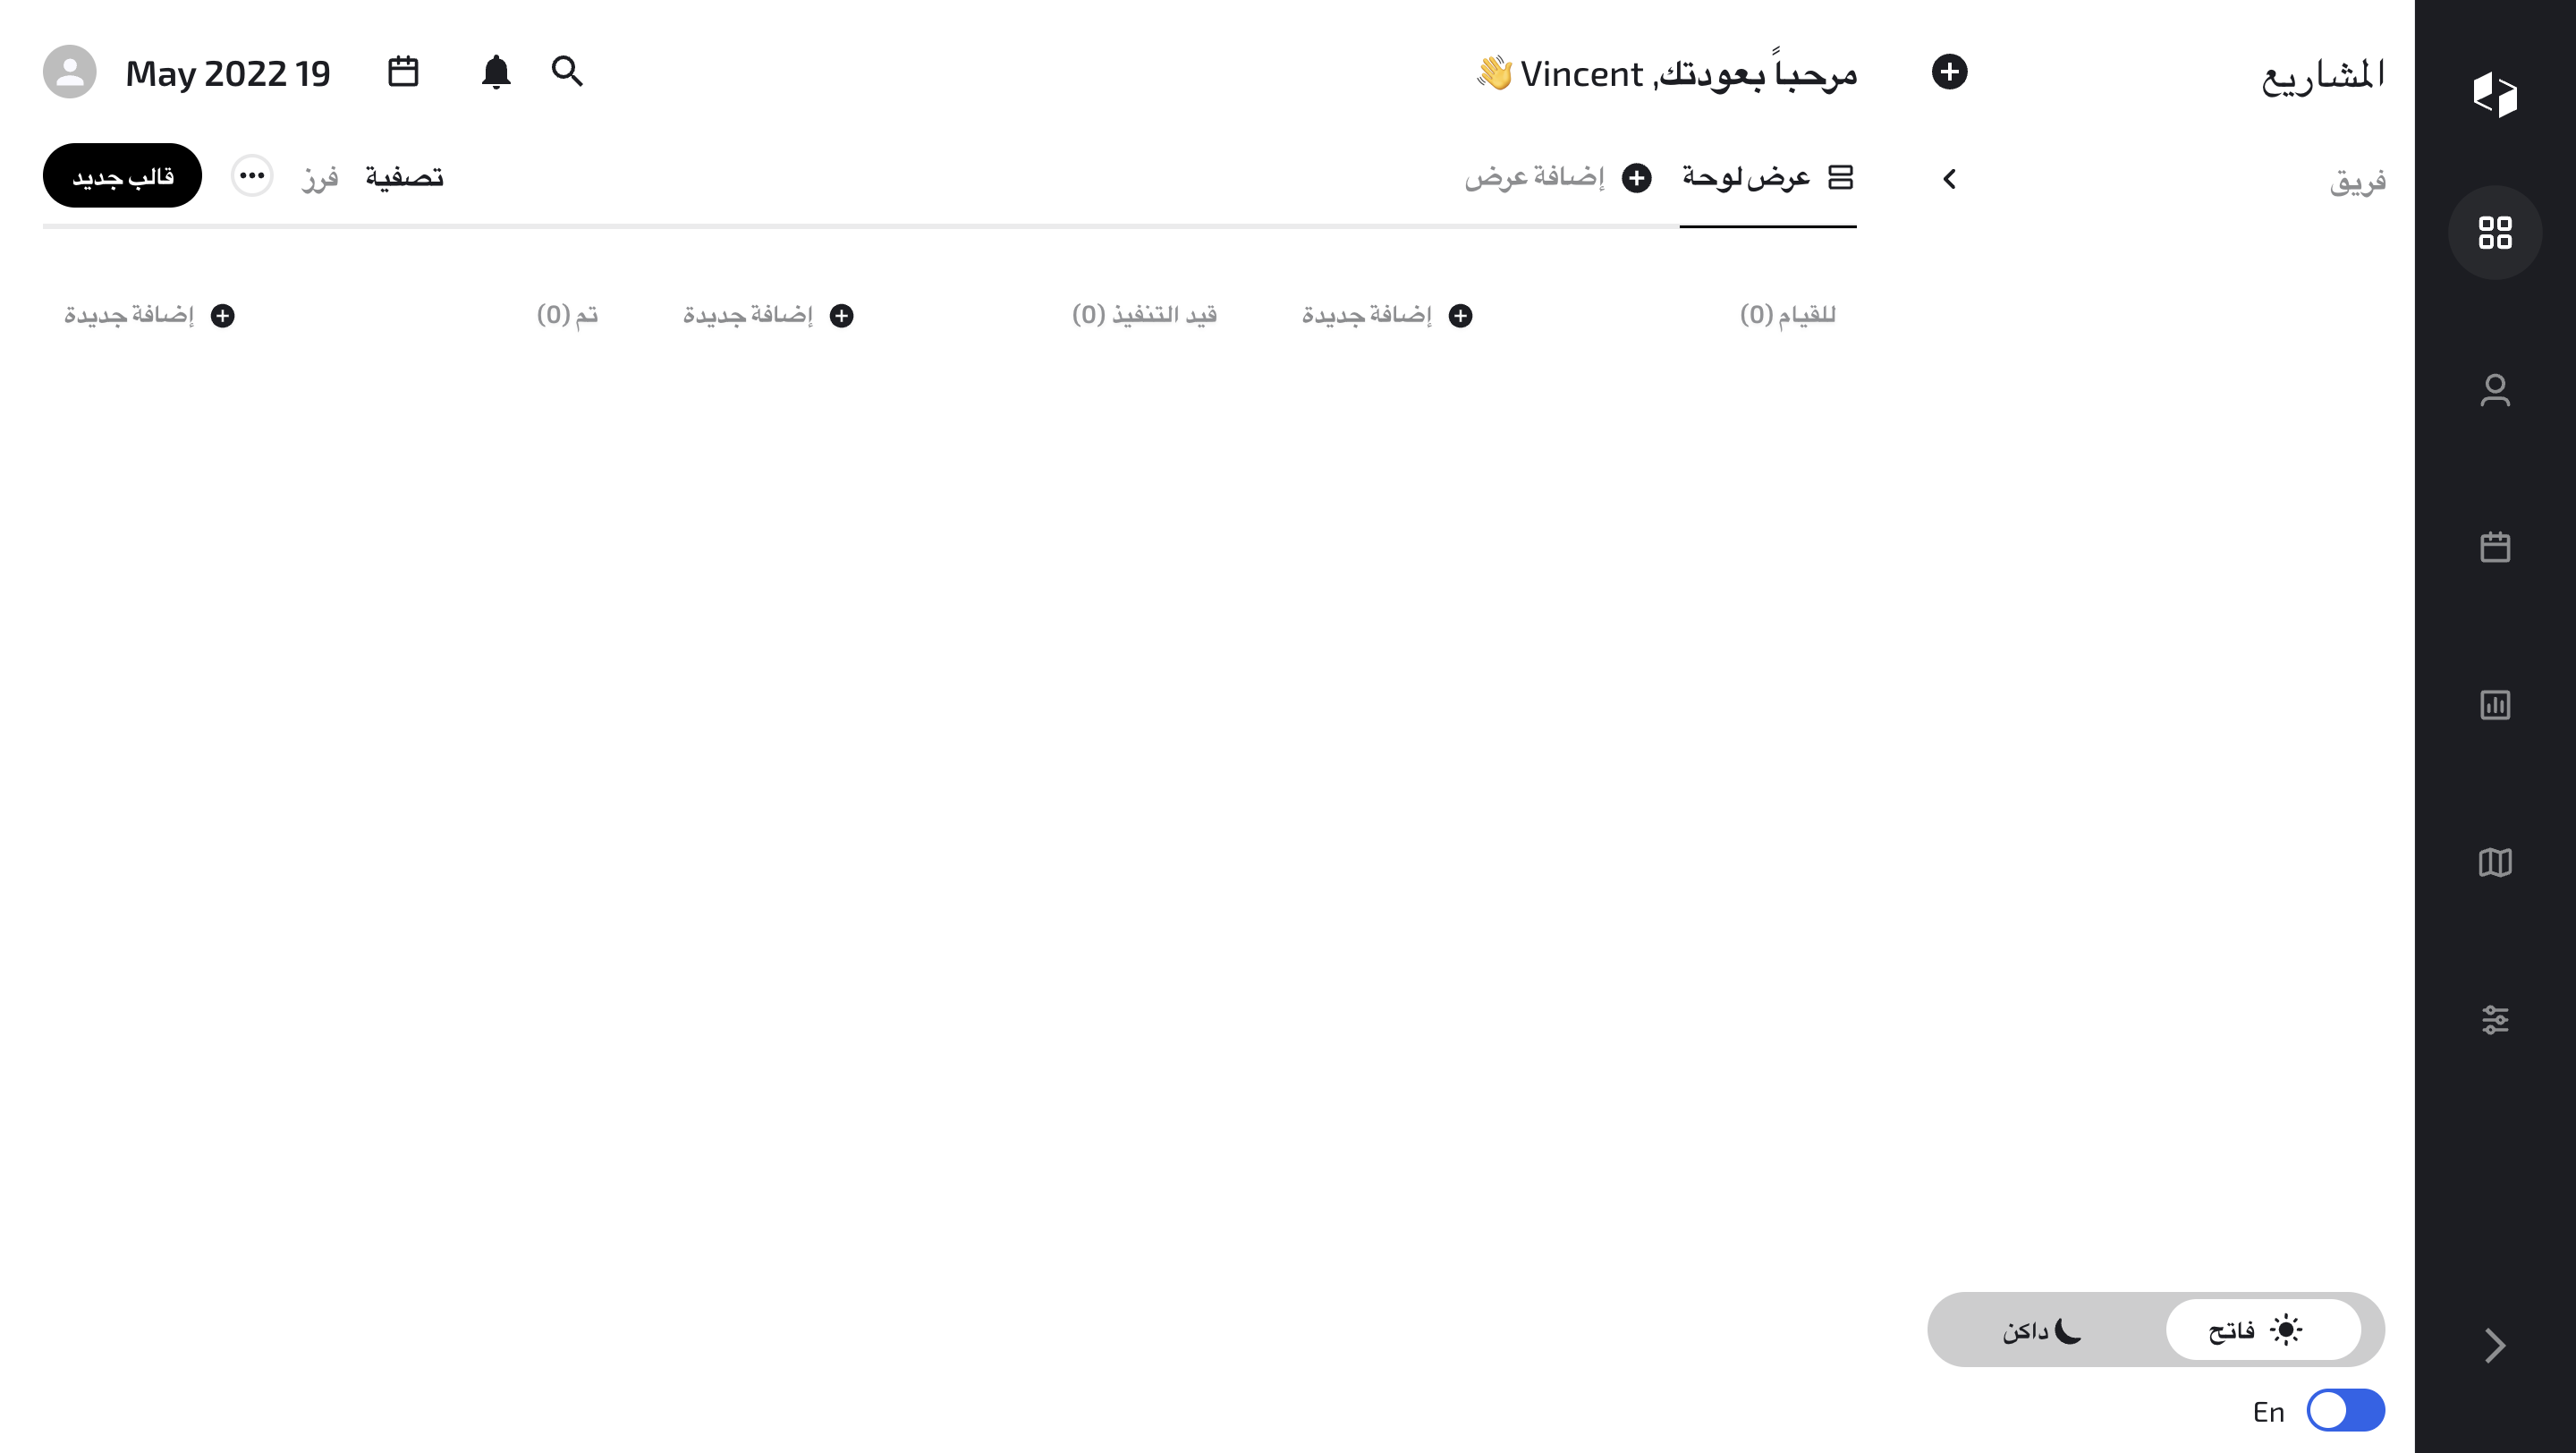 المشاريع
فريق
مرحباً بعودتك, Vincent 👋
19 May 2022
عرض لوحة
إضافة عرض
تصفية
فرز
قالب جديد
للقيام (0)
إضافة جديدة
قيد التنفيذ (0)
إضافة جديدة
تم (0)
إضافة جديدة
فاتح
داكن
En